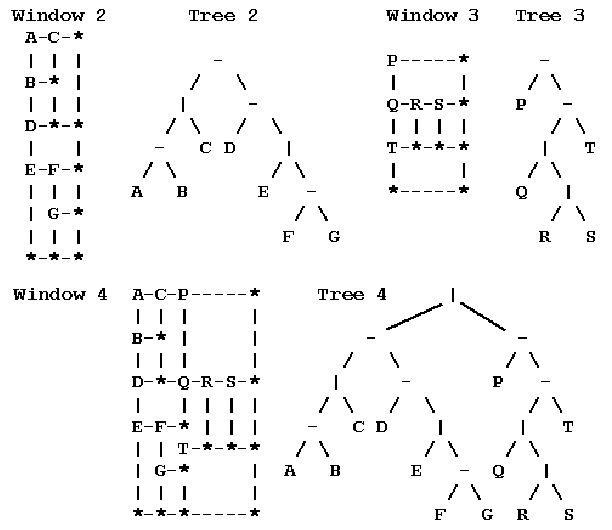 Window 2 Tree 2 Window 3 Tree 3
A-C-* - P-----* -
| | | / \ | | / \
B-* | | - Q-R-S-* P -
| | | / \ / \ | | | | / \
D-*-* - C D | T-*-*-* | T
| | | / \ / \ | | / \
E-F-* A B E - *-----* Q |
| | | / \ / \
| G-* F G R S
| | |
*-*-*
Window 4 A-C-P-----* Tree 4 |
| | | | / \
B-* | | - -
| | | | / \ / \
D-*-Q-R-S-* | - P -
| | | | | | / \ / \ / \
E-F-* | | | - C D | | T
| | T-*-*-* / \ / \ / \
| G-* | A B E - Q |
| | | | / \ / \
*-*-*-----* F G R S